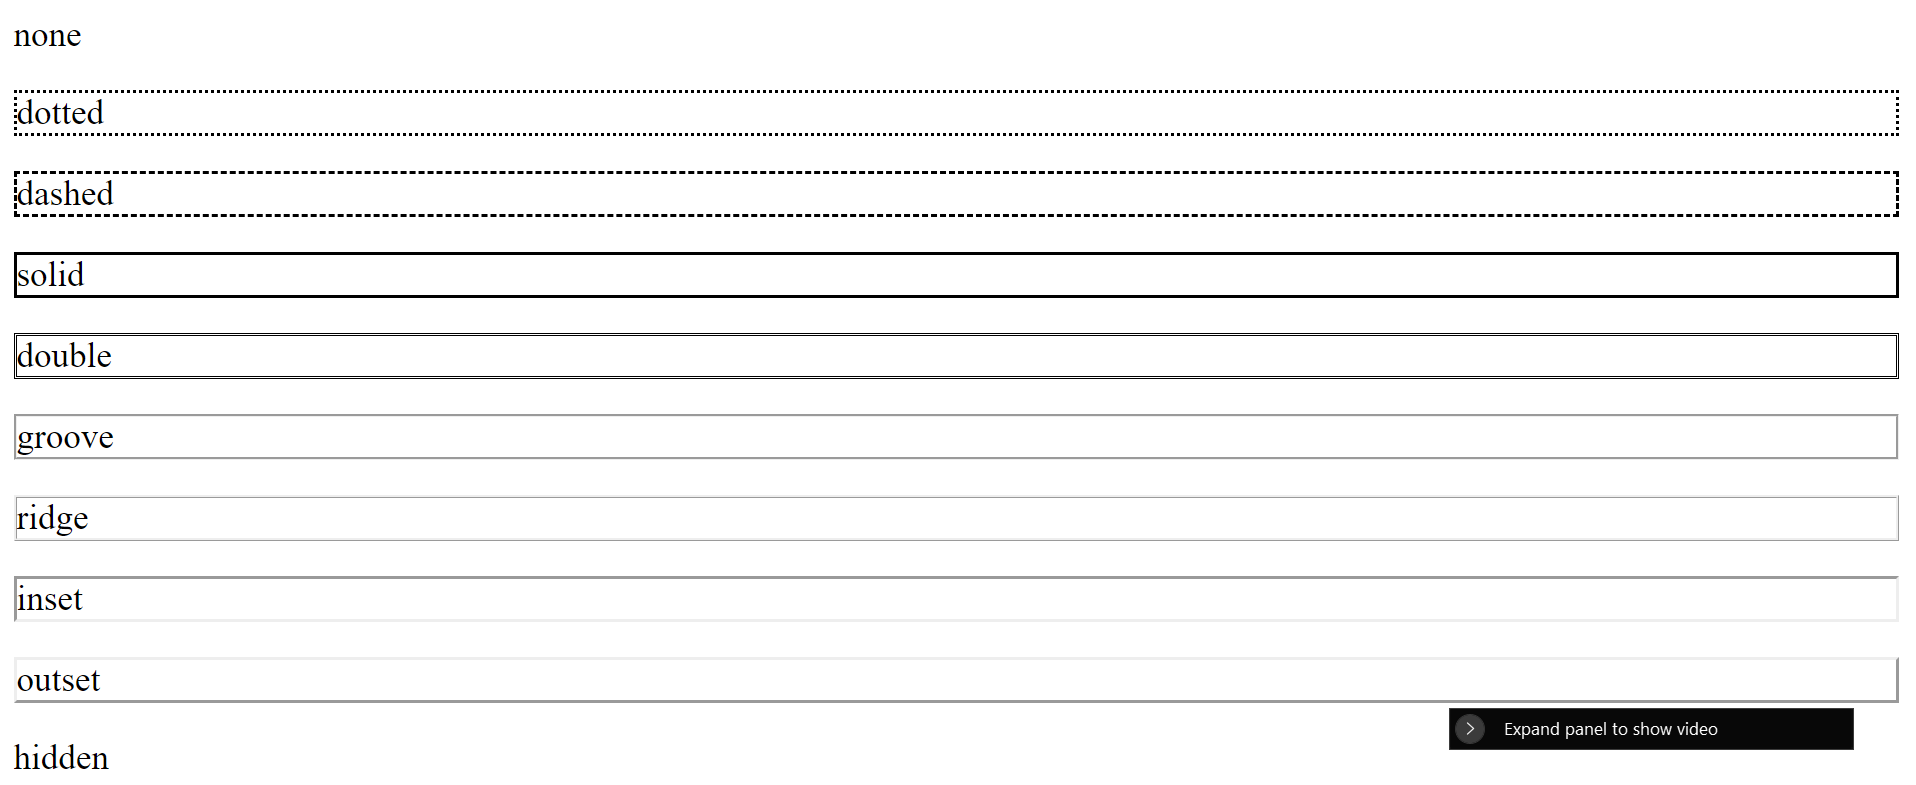 none
dotted
dashed
solid
double
groove
ridge
inset
outset
Expand panel to show video
hidden